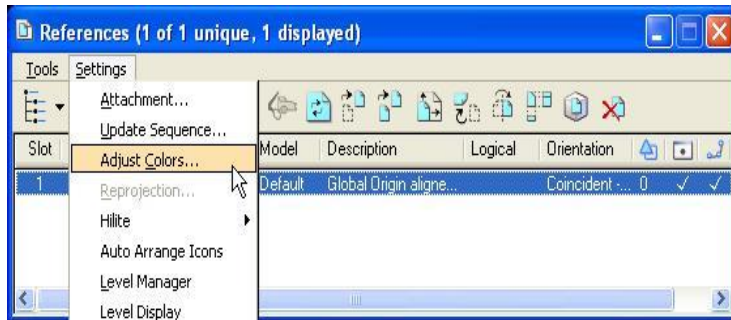 References (1 of 1 unique, 1 displayed)
Tools Settings
Attachment...
Update Sequence...
Adjust Colors...
Reprojection...
Hilite
Auto Arrange Icons
Level Manager
Level Display
Slot Model Description Logical Orientation
1 Default Global Origin aligne... Coincident -... 0